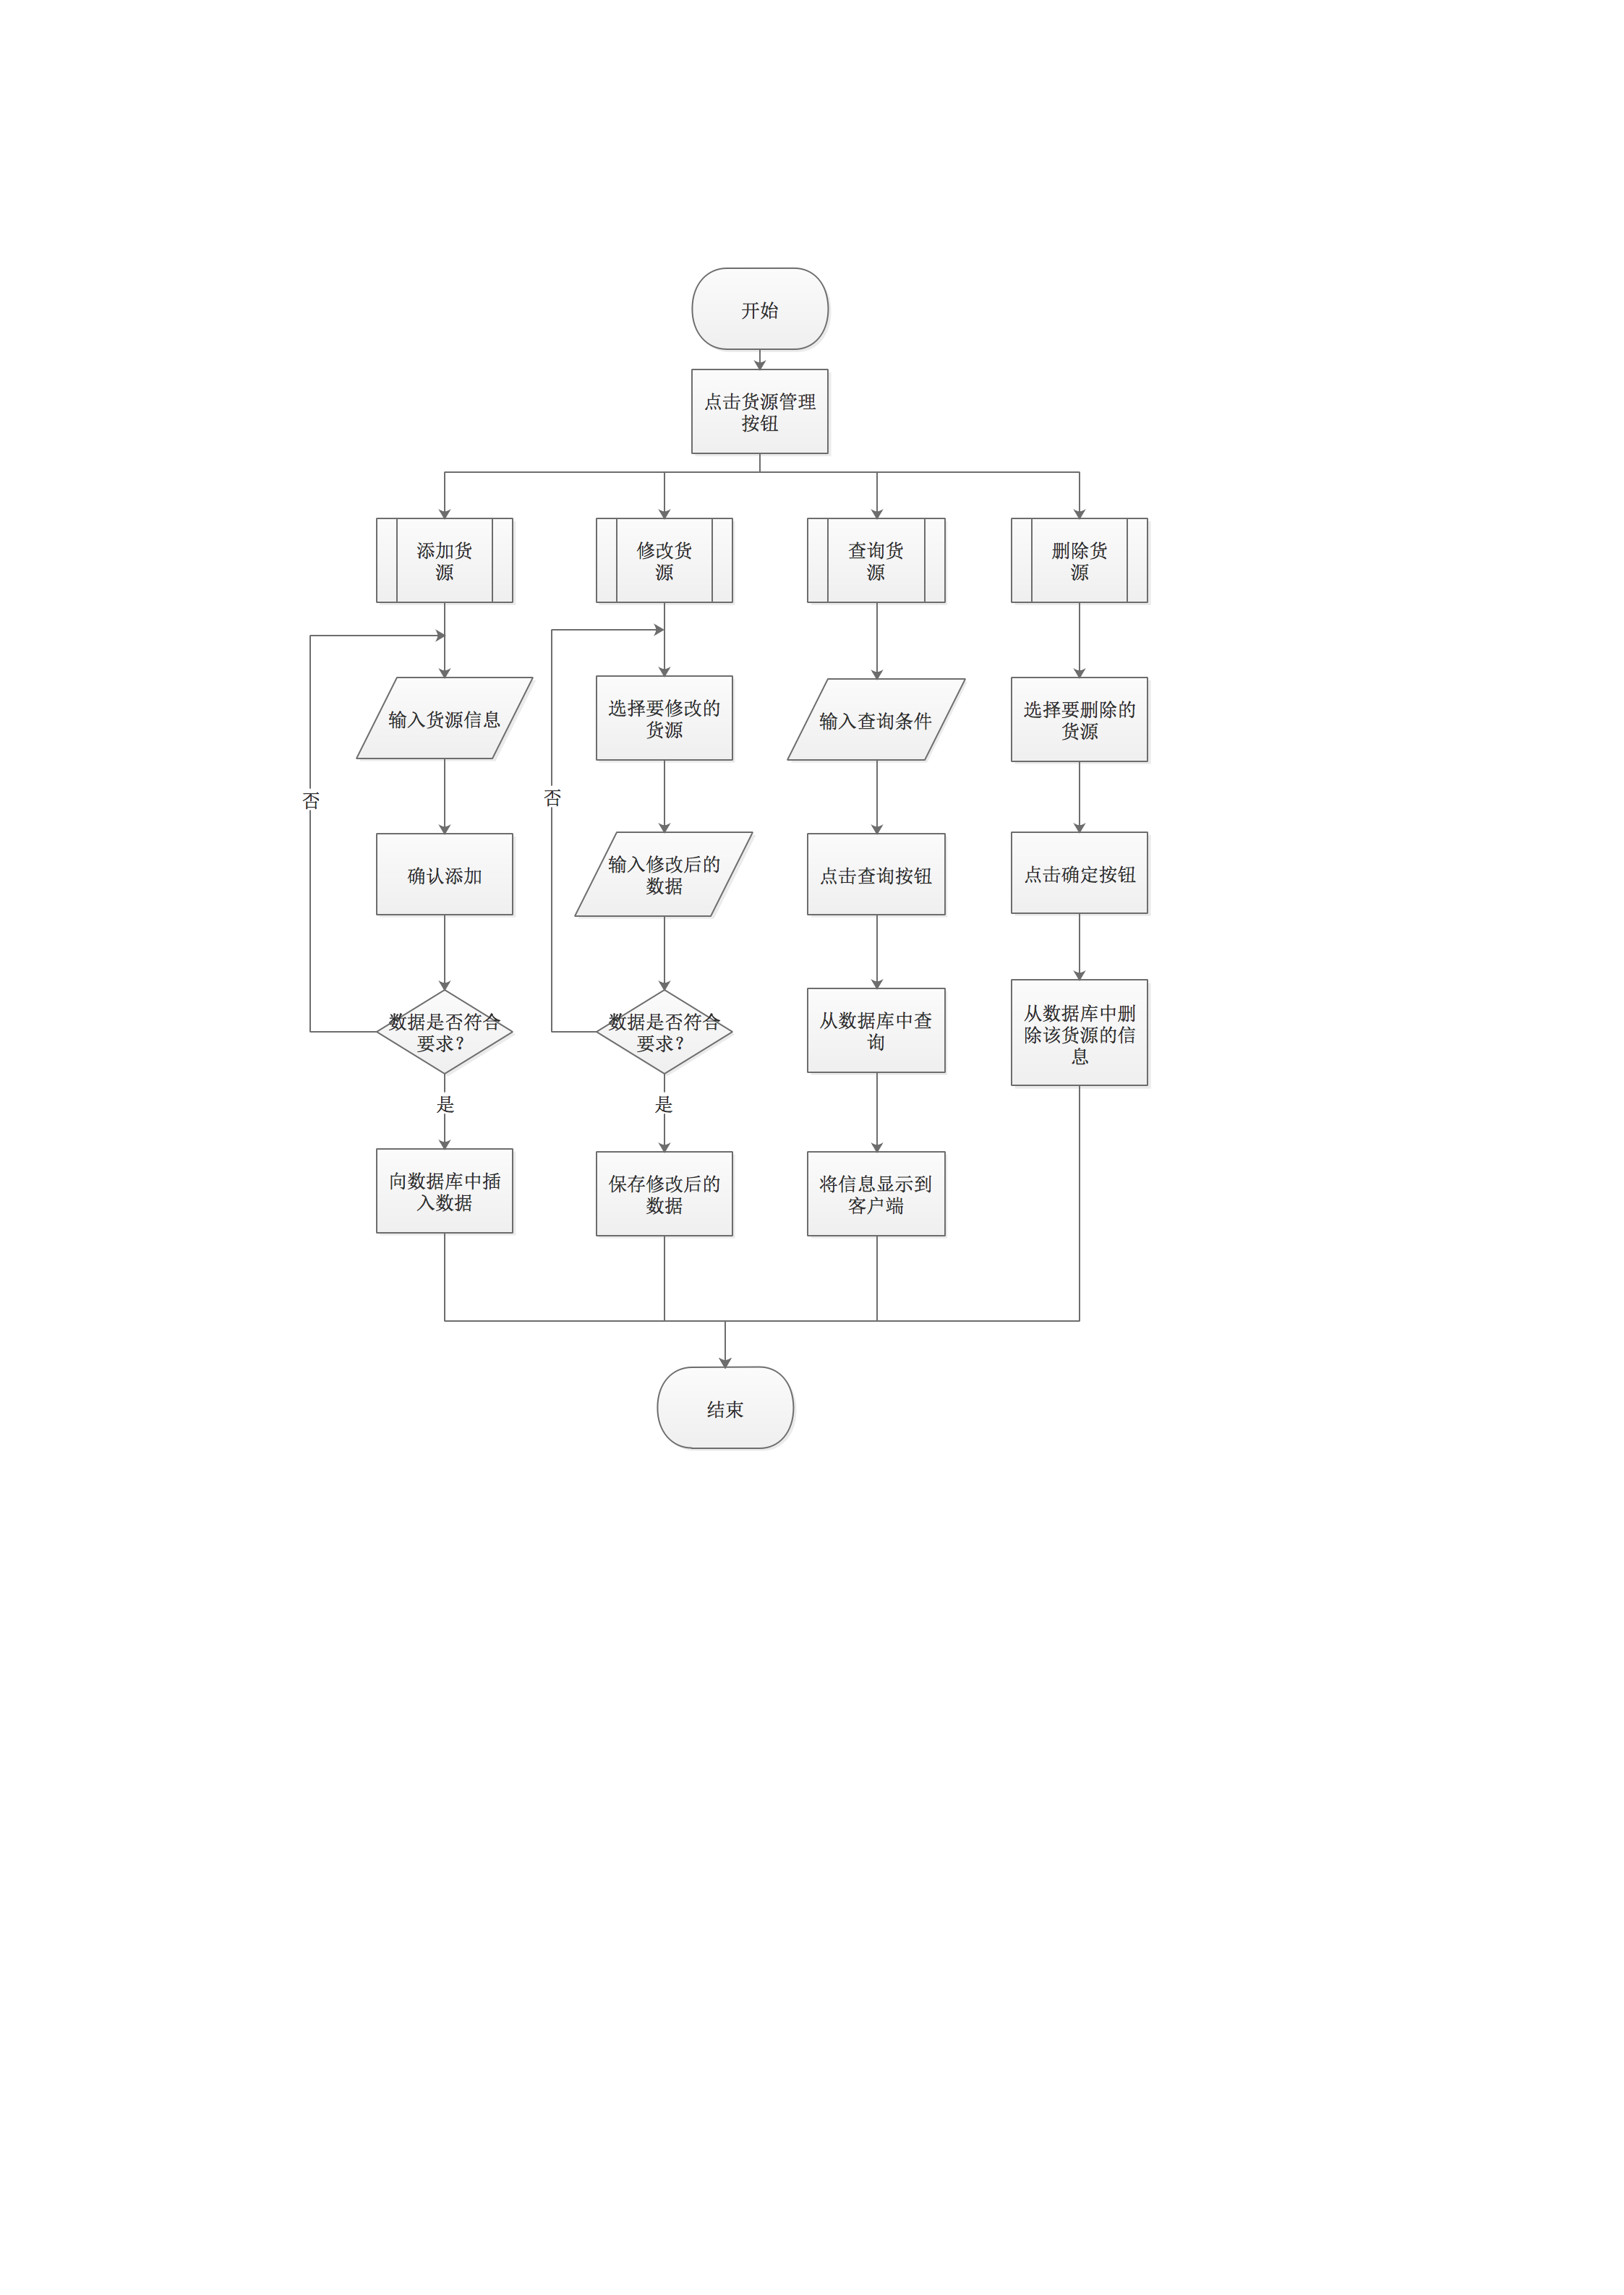 开始
点击货源管理
按钮
添加货
源
修改货
源
查询货
源
删除货
源
输入货源信息
选择要修改的
货源
输入查询条件
选择要删除的
货源
否
否
确认添加
输入修改后的
数据
点击查询按钮
点击确定按钮
数据是否符合
要求？
数据是否符合
要求？
从数据库中查
询
从数据库中删
除该货源的信
息
是
是
向数据库中插
入数据
保存修改后的
数据
将信息显示到
客户端
结束